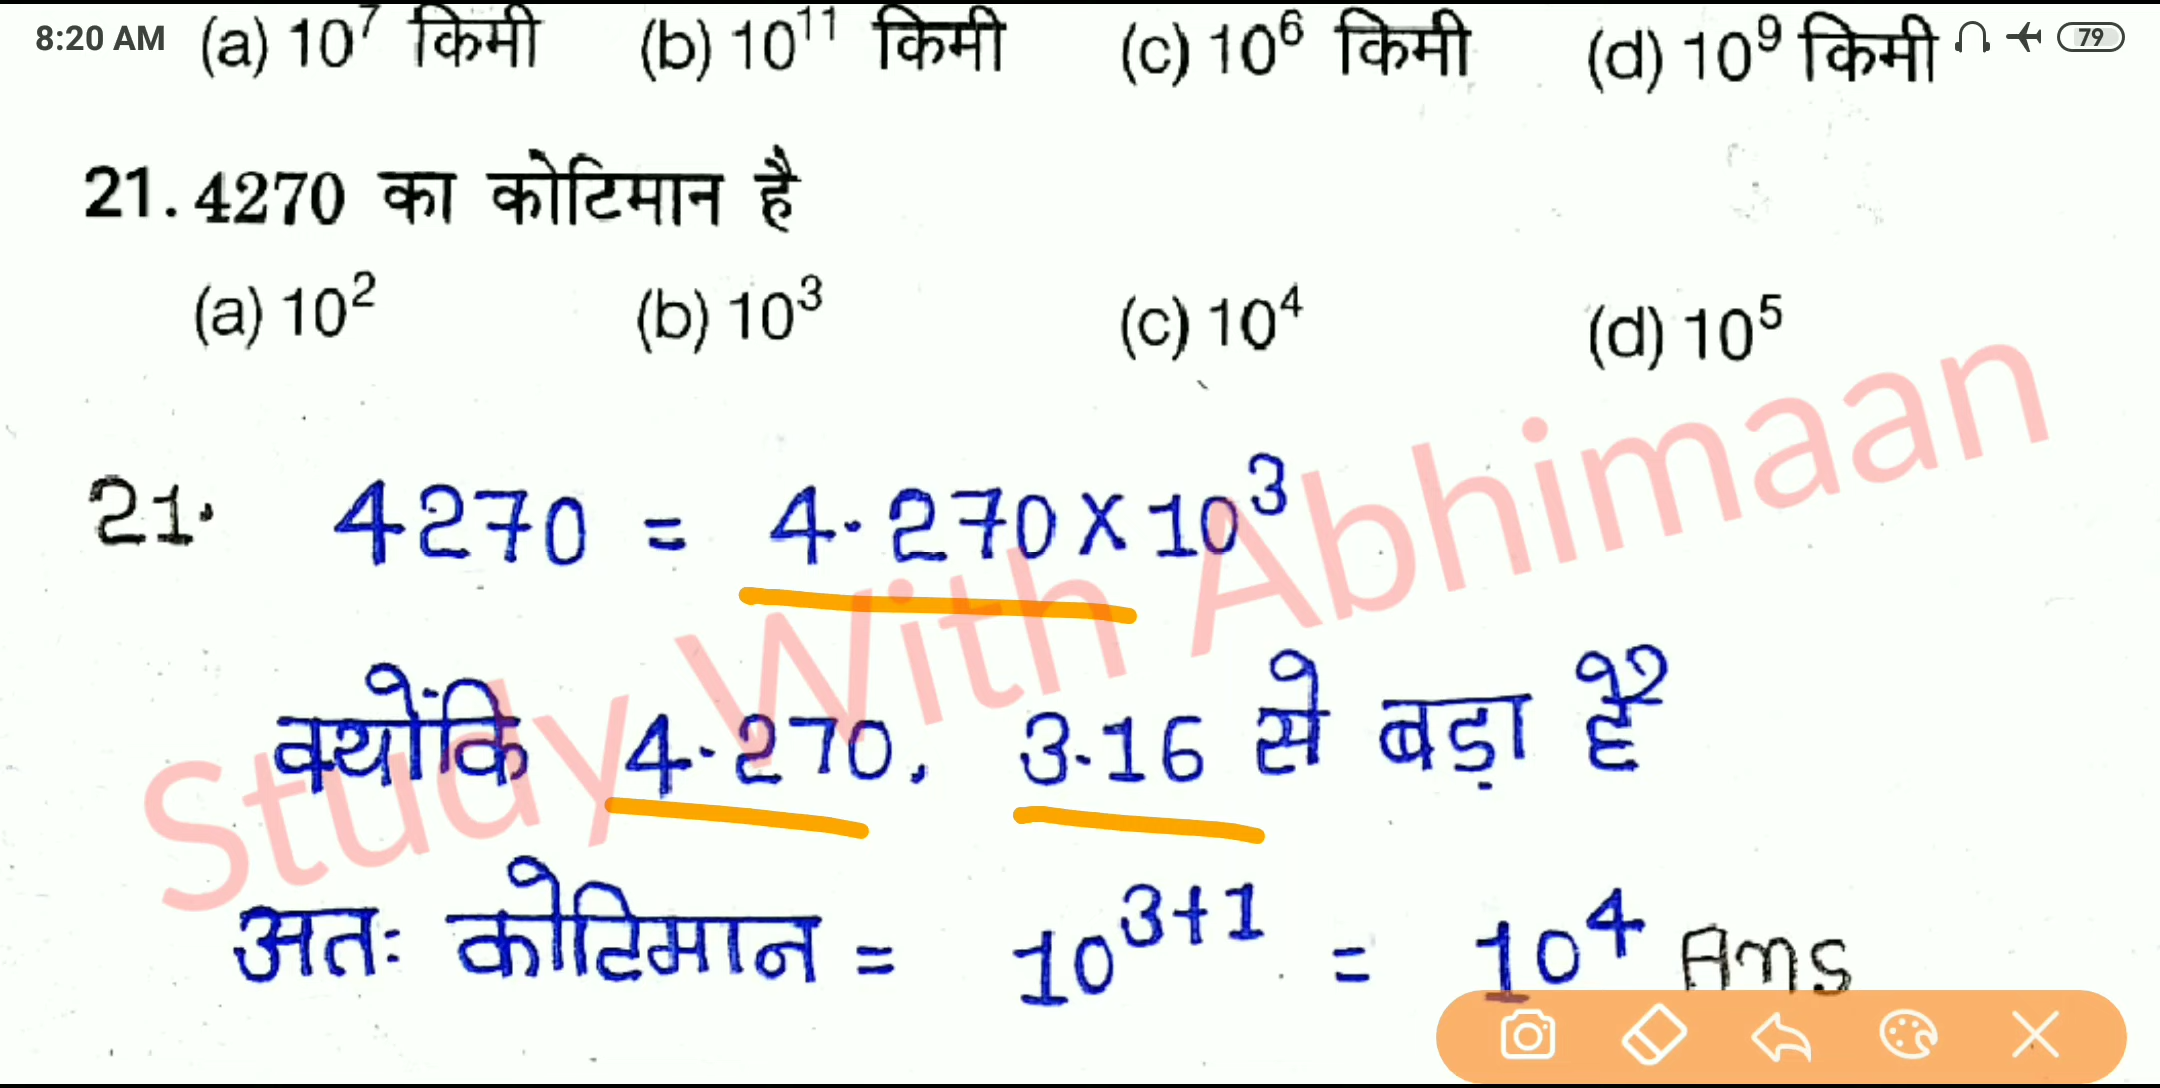 8:20 AM (a) 10⁷ किमी (b) 10¹¹ किमी (c) 10⁶ किमी (d) 10⁹ किमी 79
21. 4270 का कोटिमान है
(a) 10² (b) 10³ (c) 10⁴ (d) 10⁵
21. 4270 = 4.270 X 10³
क्योंकि 4.270, 3.16 से बड़ा है
अतः कोटिमान = 10³⁺¹ = 10⁴ Ans
Study With Abhimaan